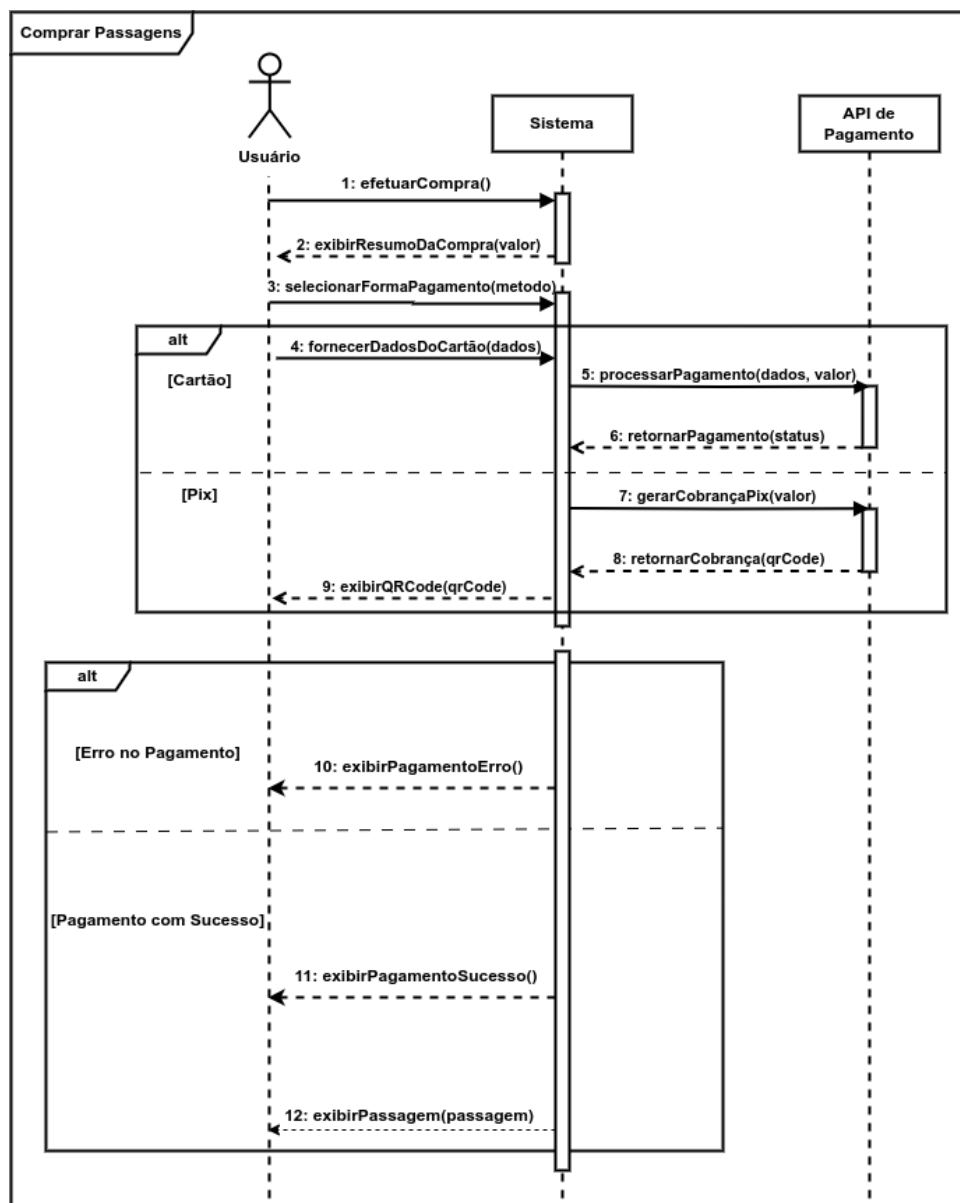 Comprar Passagens
Usuário
Sistema
API de
Pagamento
1: efetuarCompra()
2: exibirResumoDaCompra(valor)
3: selecionarFormaPagamento(metodo)
alt
4: fornecerDadosDoCartão(dados)
[Cartão]
5: processarPagamento(dados, valor)
6: retornarPagamento(status)
[Pix]
7: gerarCobrançaPix(valor)
8: retornarCobrança(qrCode)
9: exibirQRCode(qrCode)
alt
[Erro no Pagamento]
10: exibirPagamentoErro()
[Pagamento com Sucesso]
11: exibirPagamentoSucesso()
12: exibirPassagem(passagem)